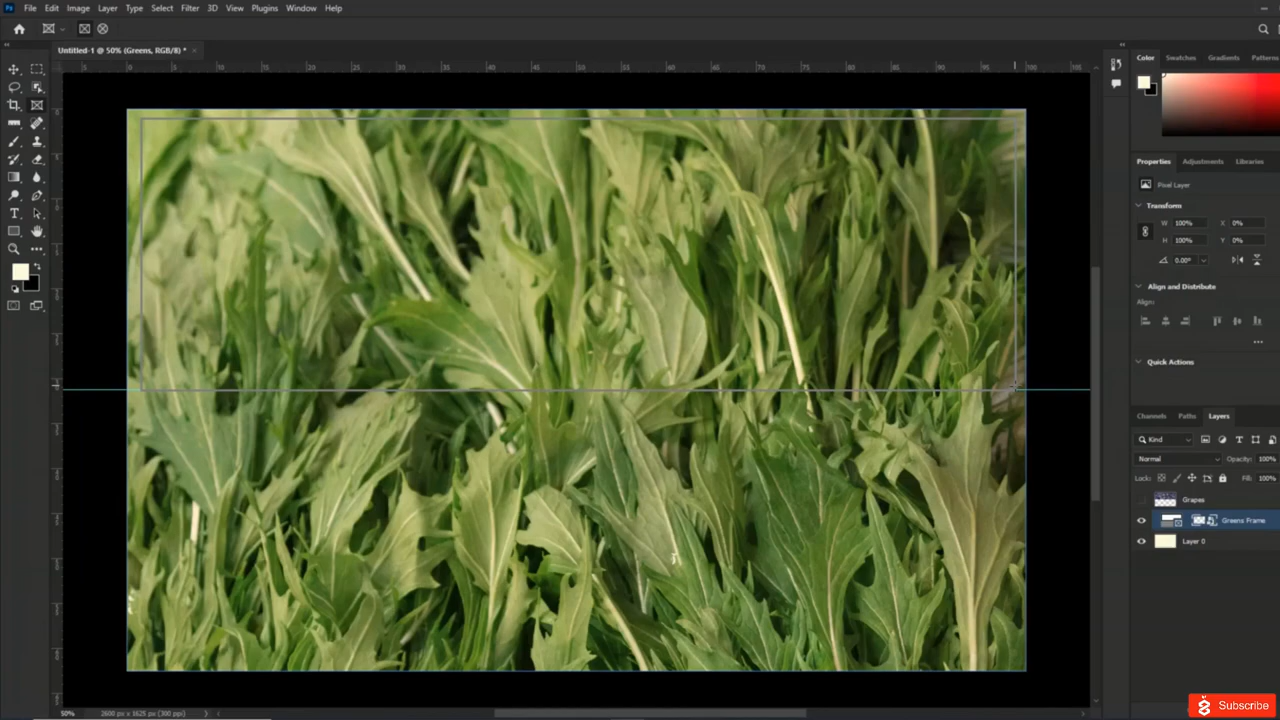 Ps File Edit Image Layer Type Select Filter 3D View Plugins Window Help
Untitled-1 @ 50% (Greens, RGB/8) * ×
Color Swatches Gradients Patterns
Properties Adjustments Libraries
Pixel Layer
Transform
W 100% X 0%
H 100% Y 0%
0.00°
Align and Distribute
Align:
Quick Actions
Channels Paths Layers
Kind
Normal Opacity: 100%
Lock: Fill: 100%
Grapes
Greens Frame
Layer 0
50% 2600 px x 1625 px (300 ppi)
Subscribe